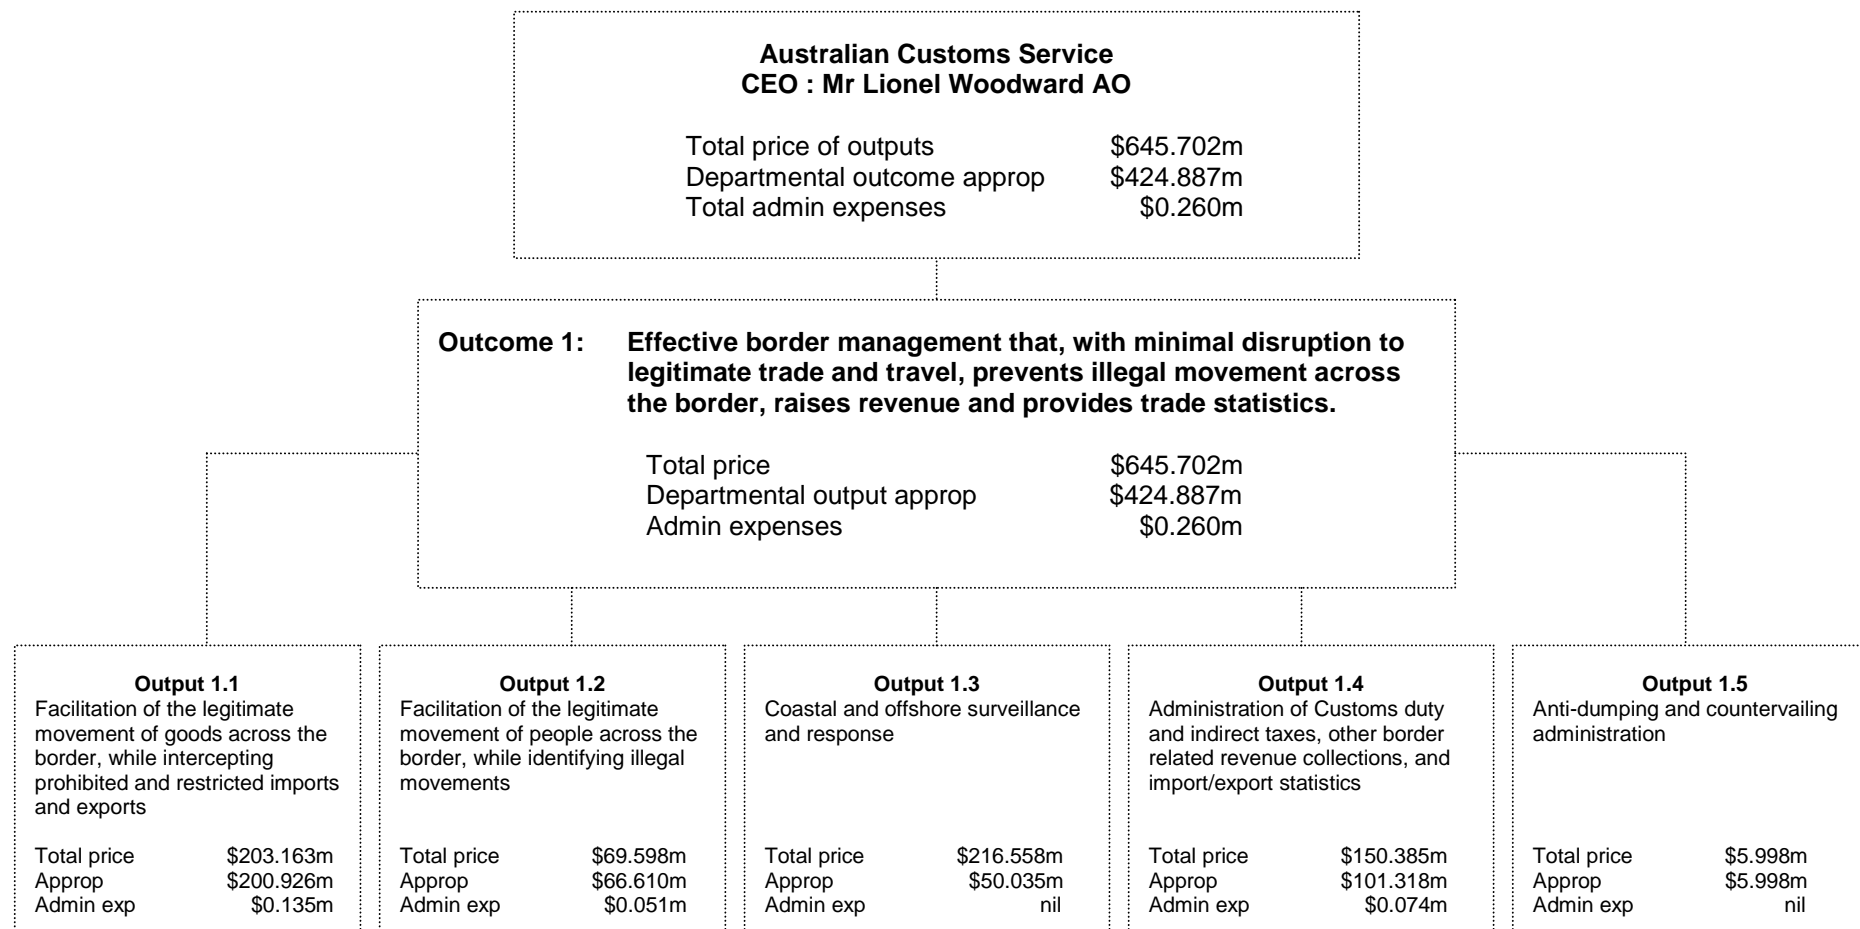 Australian Customs Service
CEO : Mr Lionel Woodward AO
Total price of outputs $645.702m
Departmental outcome approp $424.887m
Total admin expenses $0.260m
Outcome 1: Effective border management that, with minimal disruption to
legitimate trade and travel, prevents illegal movement across
the border, raises revenue and provides trade statistics.
Total price $645.702m
Departmental output approp $424.887m
Admin expenses $0.260m
Output 1.1
Facilitation of the legitimate
movement of goods across the
border, while intercepting
prohibited and restricted imports
and exports
Total price $203.163m
Approp $200.926m
Admin exp $0.135m
Output 1.2
Facilitation of the legitimate
movement of people across the
border, while identifying illegal
movements
Total price $69.598m
Approp $66.610m
Admin exp $0.051m
Output 1.3
Coastal and offshore surveillance
and response
Total price $216.558m
Approp $50.035m
Admin exp nil
Output 1.4
Administration of Customs duty
and indirect taxes, other border
related revenue collections, and
import/export statistics
Total price $150.385m
Approp $101.318m
Admin exp $0.074m
Output 1.5
Anti-dumping and countervailing
administration
Total price $5.998m
Approp $5.998m
Admin exp nil